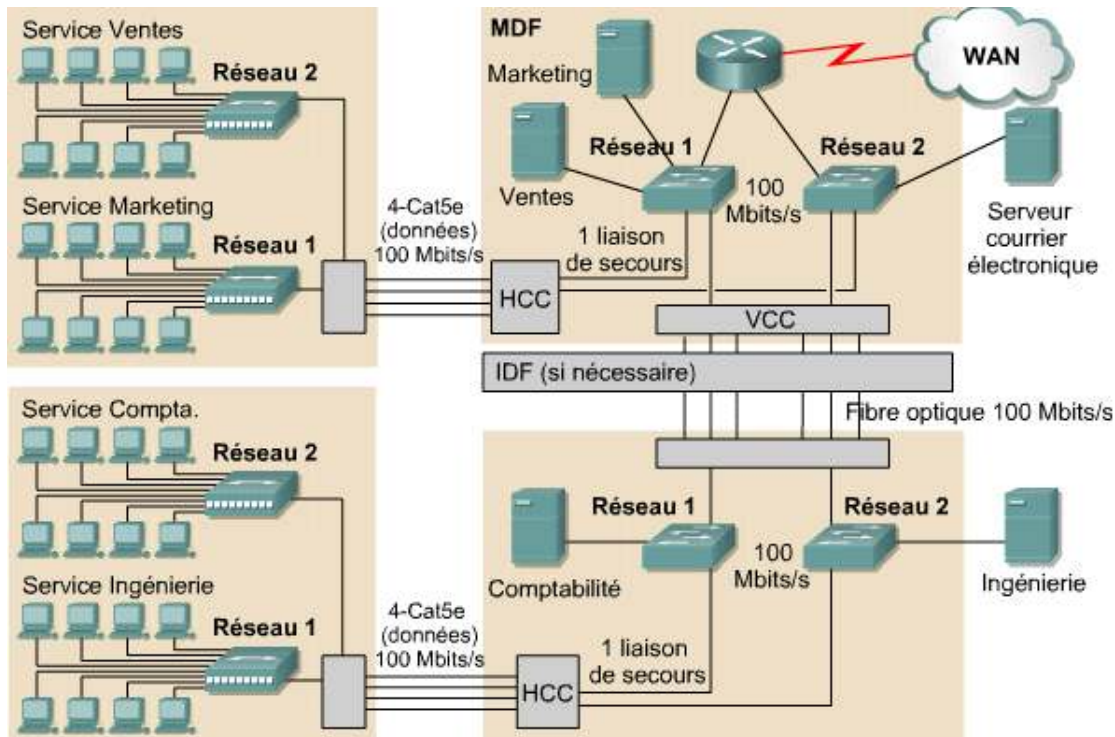 Service Ventes
Réseau 2
Service Marketing
Réseau 1
4-Cat5e
(données)
100 Mbits/s
MDF
Marketing
WAN
Réseau 1
Réseau 2
Ventes
100
Mbits/s
Serveur
courrier
électronique
1 liaison
de secours
HCC
VCC
IDF (si nécessaire)
Fibre optique 100 Mbits/s
Service Compta.
Réseau 2
Service Ingénierie
Réseau 1
4-Cat5e
(données)
100 Mbits/s
Réseau 1
Réseau 2
Comptabilité
100
Mbits/s
Ingénierie
1 liaison
de secours
HCC